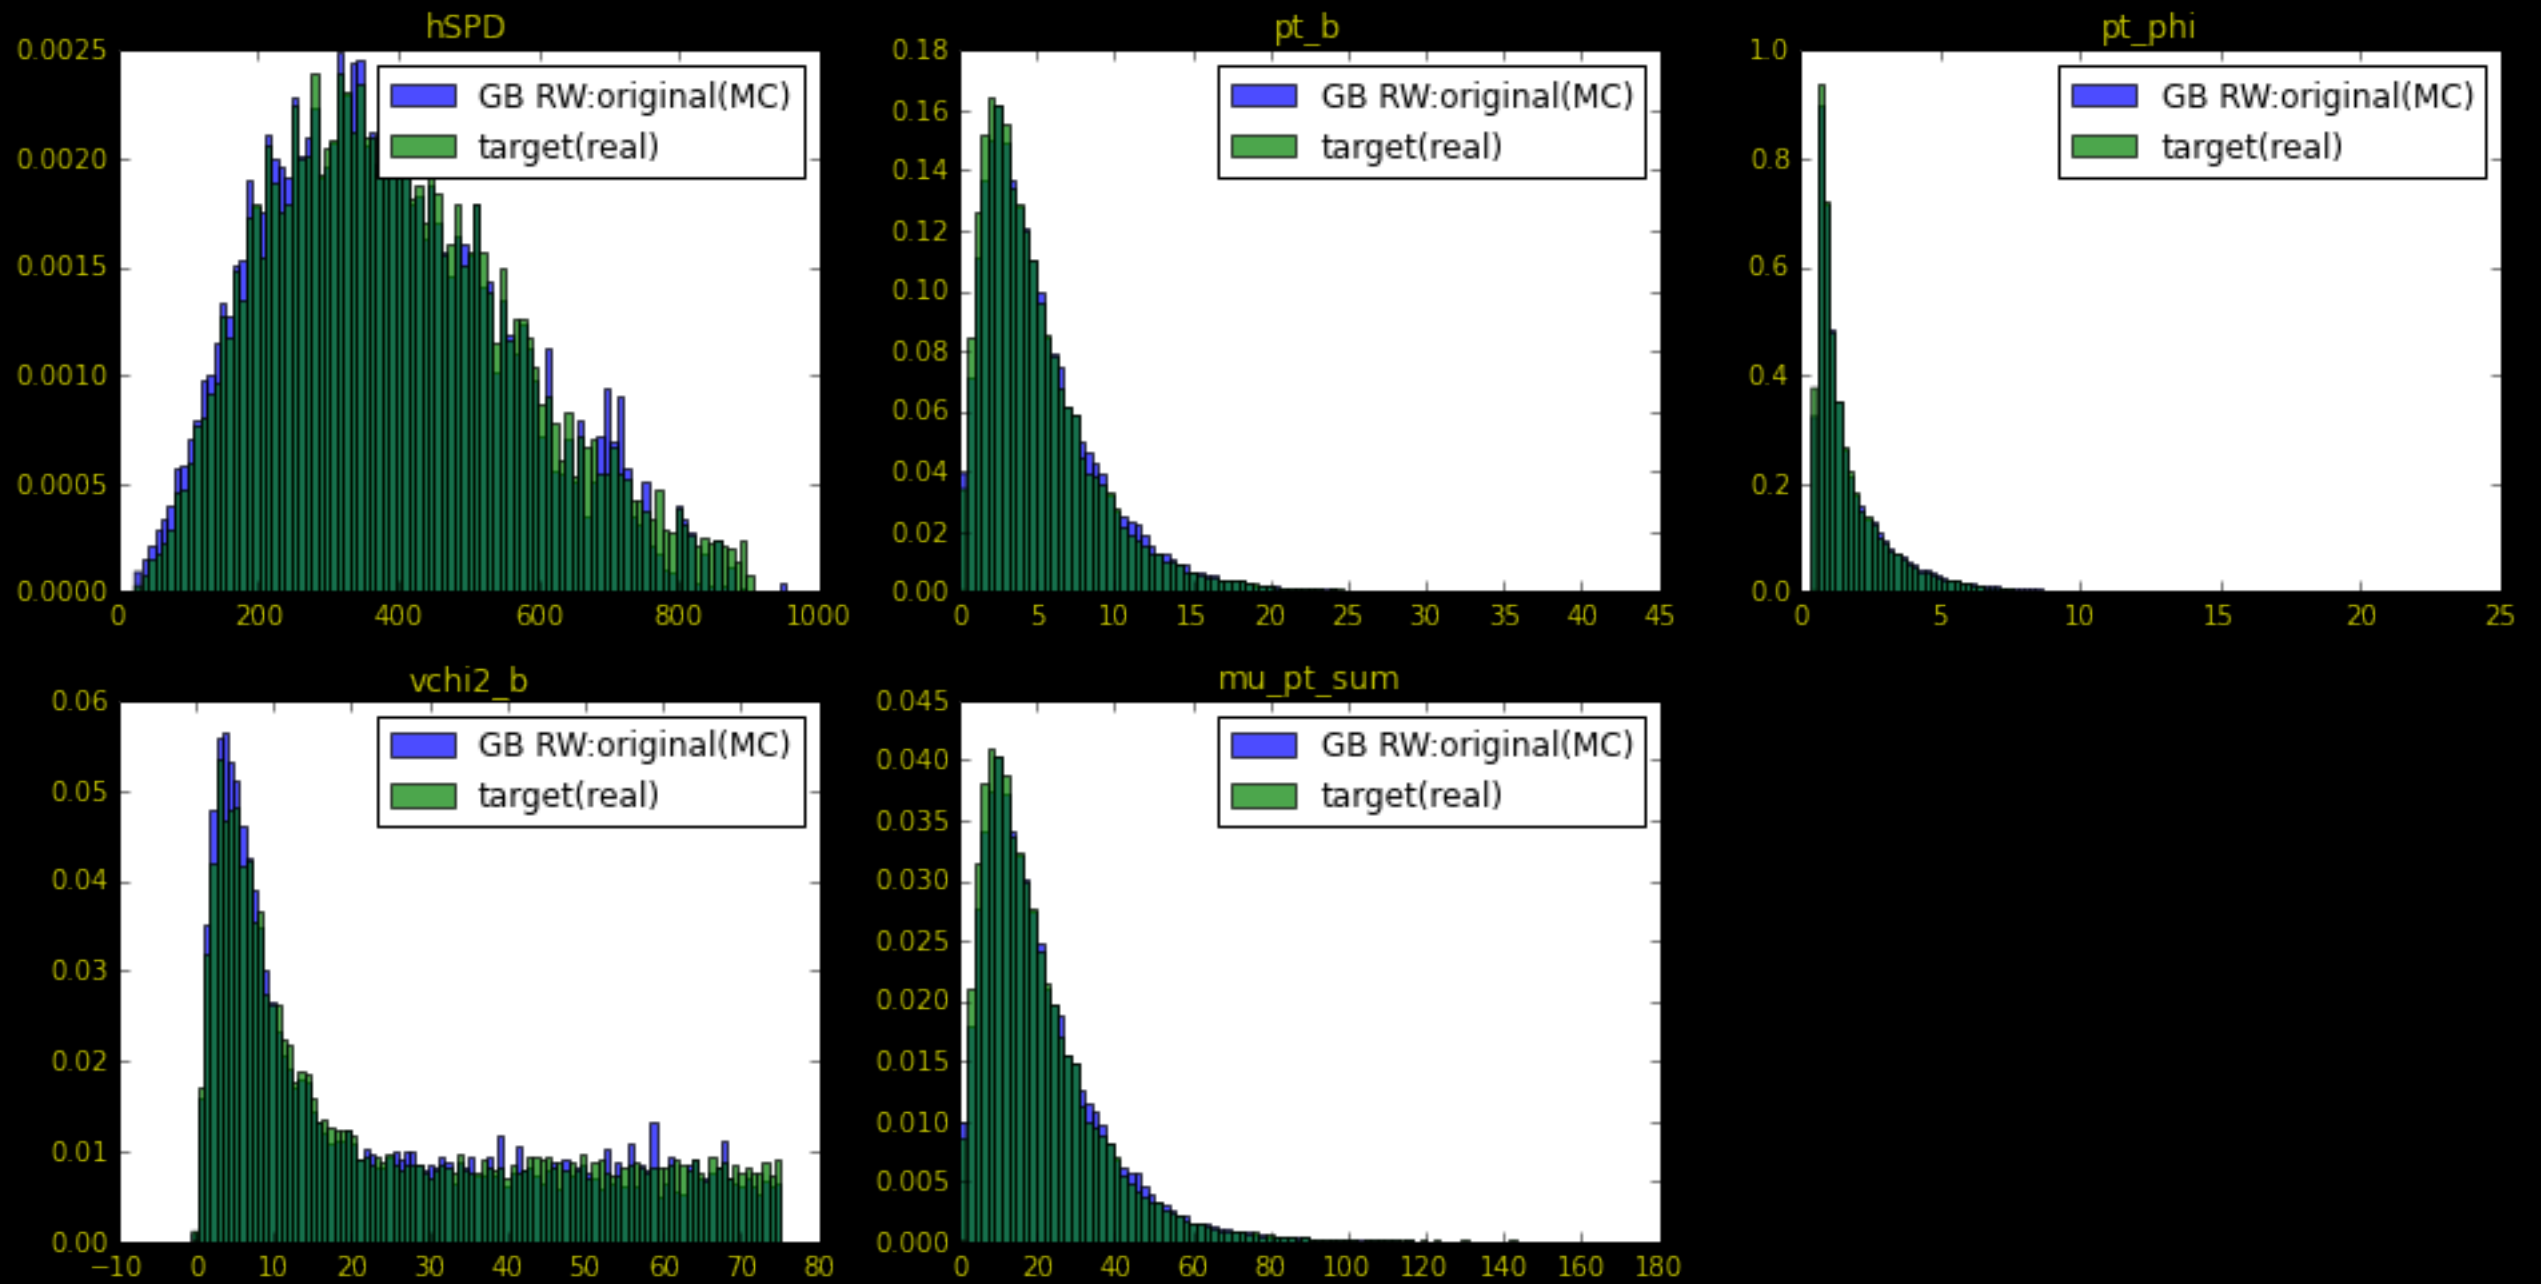 hSPD
0.0025
0.0020
0.0015
0.0010
0.0005
0.0000
0 200 400 600 800 1000
GB RW:original(MC)
target(real)
pt_b
0.18
0.16
0.14
0.12
0.10
0.08
0.06
0.04
0.02
0.00
0 5 10 15 20 25 30 35 40 45
GB RW:original(MC)
target(real)
pt_phi
1.0
0.8
0.6
0.4
0.2
0.0
0 5 10 15 20 25
GB RW:original(MC)
target(real)
vchi2_b
0.06
0.05
0.04
0.03
0.02
0.01
0.00
−10 0 10 20 30 40 50 60 70 80
GB RW:original(MC)
target(real)
mu_pt_sum
0.045
0.040
0.035
0.030
0.025
0.020
0.015
0.010
0.005
0.000
0 20 40 60 80 100 120 140 160 180
GB RW:original(MC)
target(real)